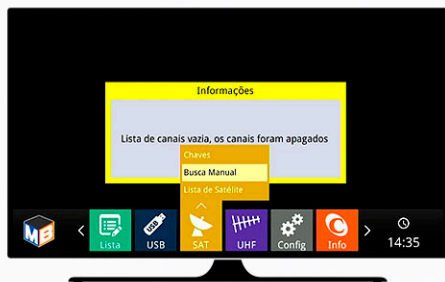 Informações
Lista de canais vazia, os canais foram apagados
Chaves
Busca Manual
Lista de Satélite
MB
Lista
USB
USB
SAT
UHF
Config
Info
14:35